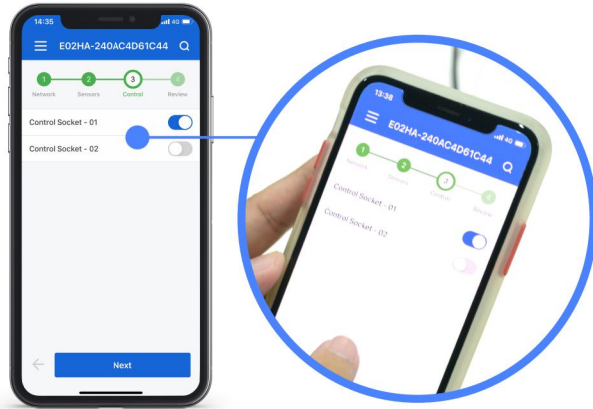 14:35
4G
E02HA-240AC4D61C44
1 2 3 4
Network Sensors Control Review
Control Socket - 01
Control Socket - 02
Next
13:38
4G
E02HA-240AC4D61C44
1 2 3 4
Network Sensors Control Review
Control Socket - 01
Control Socket - 02